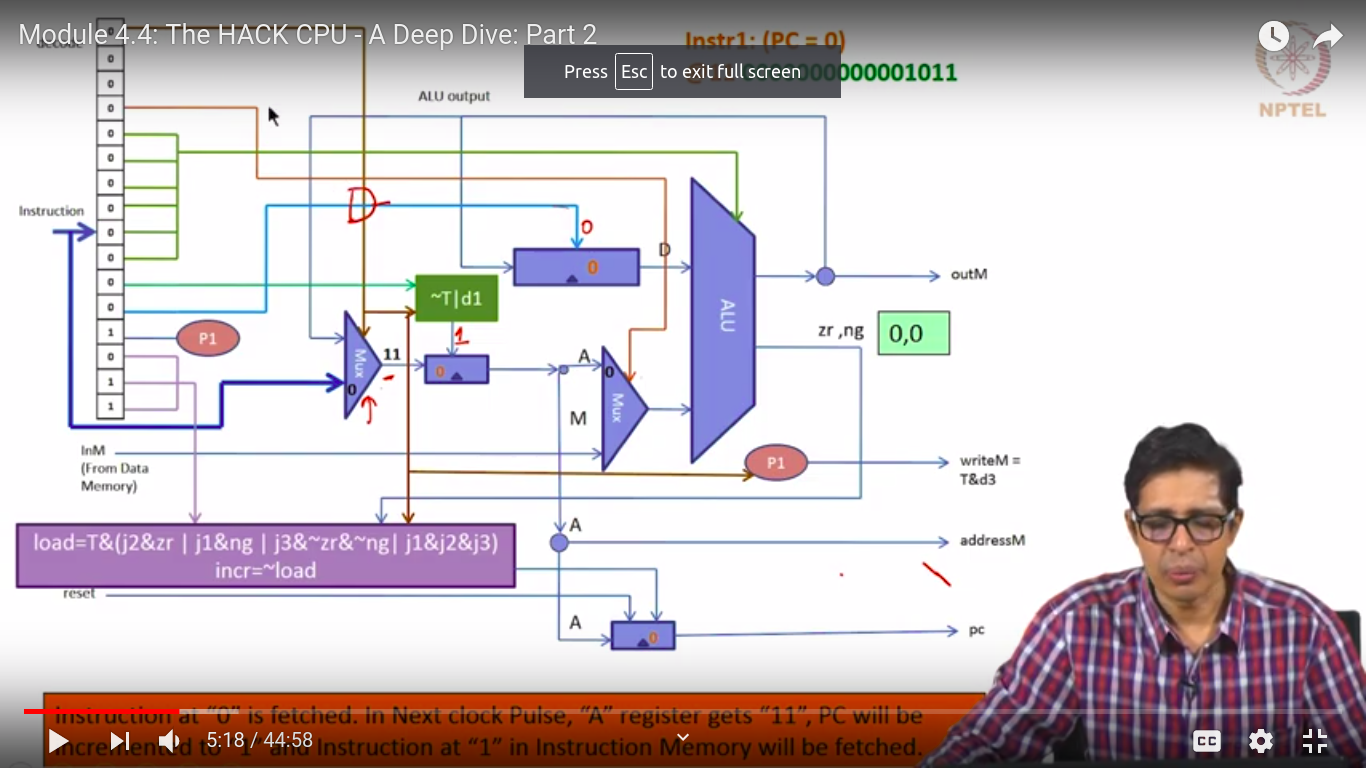 Module 4.4: The HACK CPU - A Deep Dive: Part 2
Instr1: (PC = 0)
Press Esc to exit full screen
000000001011
NPTEL
ALU output
0
0
0
0
0
0
0
0
0
0
0
0
1
0
1
1
Instruction
D
0
D
0
~T|d1
1
P1
Mux
0
11
0
A
0
M
Mux
ALU
outM
zr ,ng
0,0
InM
(From Data
Memory)
P1
writeM =
T&d3
load=T&(j2&zr | j1&ng | j3&~zr&~ng| j1&j2&j3)
incr=~load
A
addressM
reset
A
0
pc
Instruction at “0” is fetched. In Next clock Pulse, “A” register gets “11”, PC will be
incremented to “1” and Instruction at “1” in Instruction Memory will be fetched.
5:18 / 44:58
CC